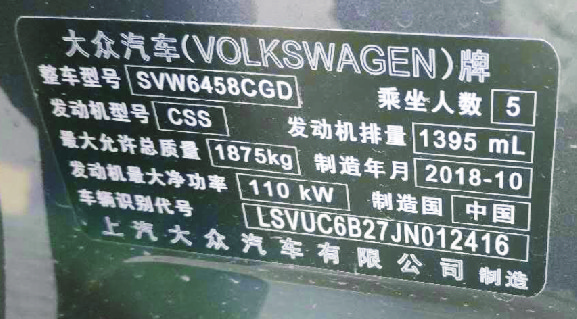 大众汽车(VOLKSWAGEN)牌
整车型号 SVW6458CGD 乘坐人数 5
发动机型号 CSS 发动机排量 1395 mL
最大允许总质量 1875kg 制造年月 2018-10
发动机最大净功率 110 kW 制造国 中国
车辆识别代号 LSVUC6B27JN012416
上汽大众汽车有限公司 制造